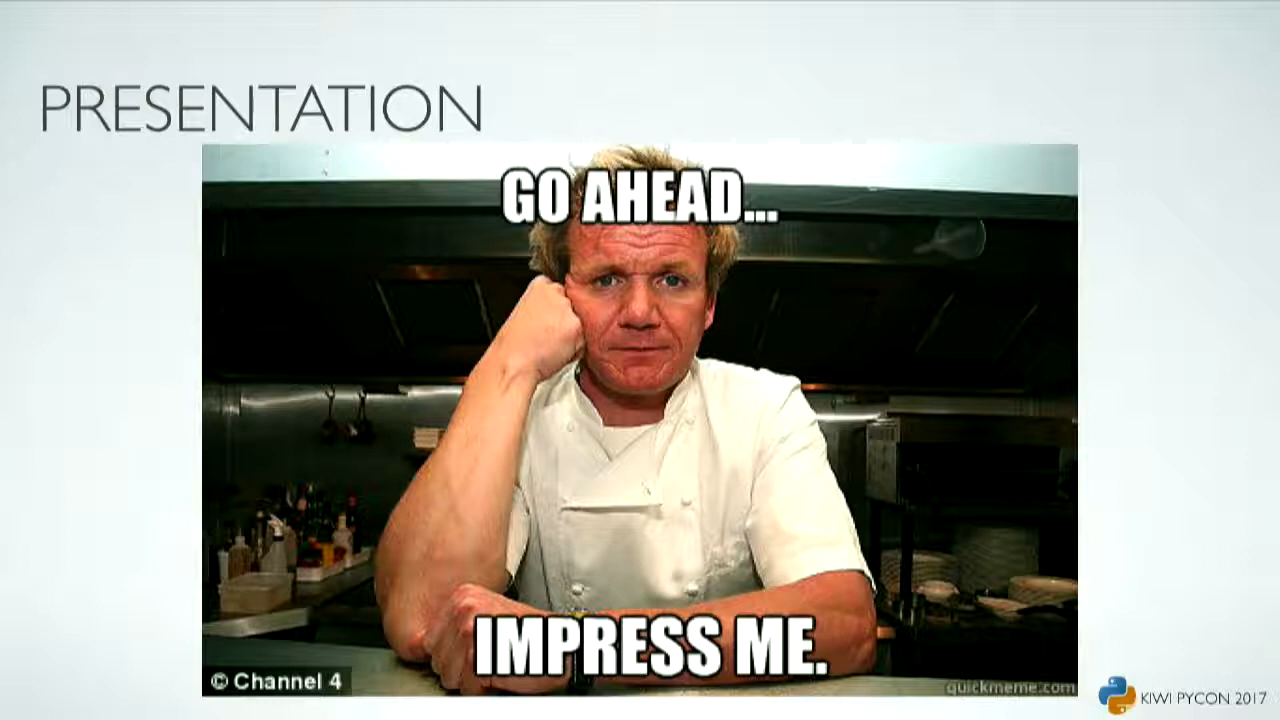 PRESENTATION
GO AHEAD...
IMPRESS ME.
© Channel 4
quickmeme.com
KIWI PYCON 2017